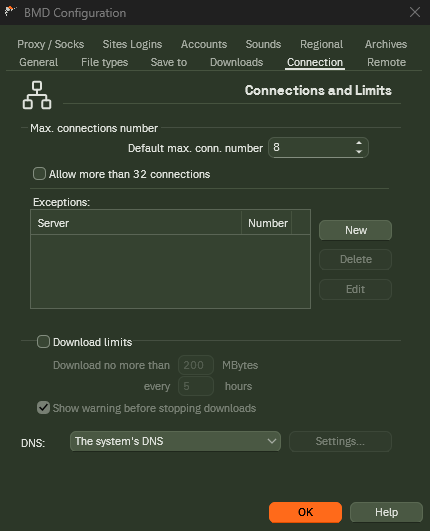 BMD Configuration
Proxy / Socks Sites Logins Accounts Sounds Regional Archives
General File types Save to Downloads Connection Remote
Connections and Limits
Max. connections number
Default max. conn. number 8
Allow more than 32 connections
Exceptions:
Server Number
New
Delete
Edit
Download limits
Download no more than 200 MBytes
every 5 hours
Show warning before stopping downloads
DNS: The system's DNS Settings...
OK Help